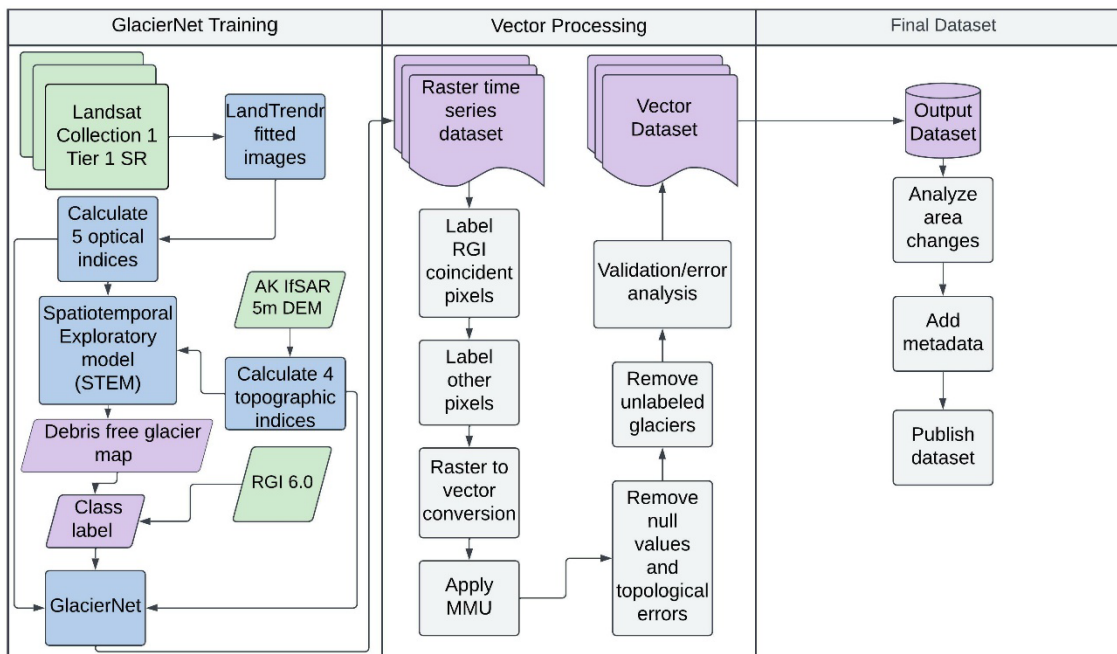 GlacierNet Training
Vector Processing
Final Dataset
Landsat
Collection 1
Tier 1 SR
LandTrendr
fitted
images
Calculate
5 optical
indices
AK IfSAR
5m DEM
Spatiotemporal
Exploratory
model
(STEM)
Calculate 4
topographic
indices
Debris free glacier
map
RGI 6.0
Class
label
GlacierNet
Raster time
series
dataset
Label
RGI
coincident
pixels
Label
other
pixels
Raster to
vector
conversion
Apply
MMU
Vector
Dataset
Validation/error
analysis
Remove
unlabeled
glaciers
Remove
null
values
and
topological
errors
Output
Dataset
Analyze
area
changes
Add
metadata
Publish
dataset